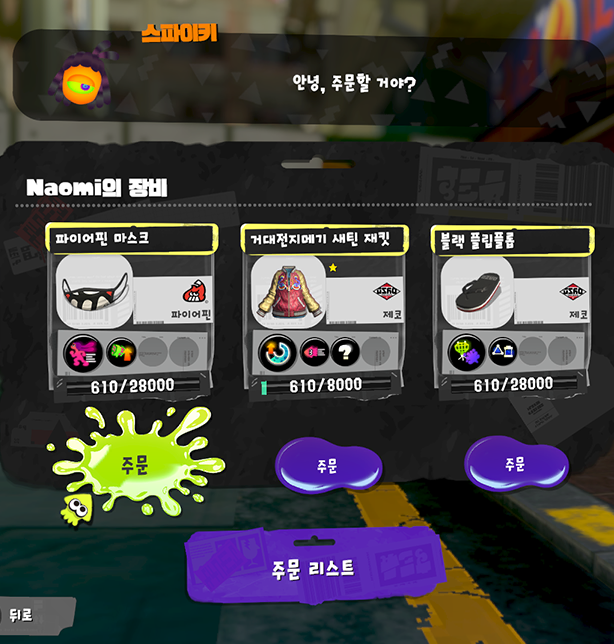 스파이키
안녕, 주문할 거야?
Naomi의 장비
파이어핀 마스크
거대전지메기 새틴 재킷
블랙 플립플롭
파이어핀
제코
제코
?
610/28000
610/8000
610/28000
주문
주문
주문
주문 리스트
뒤로